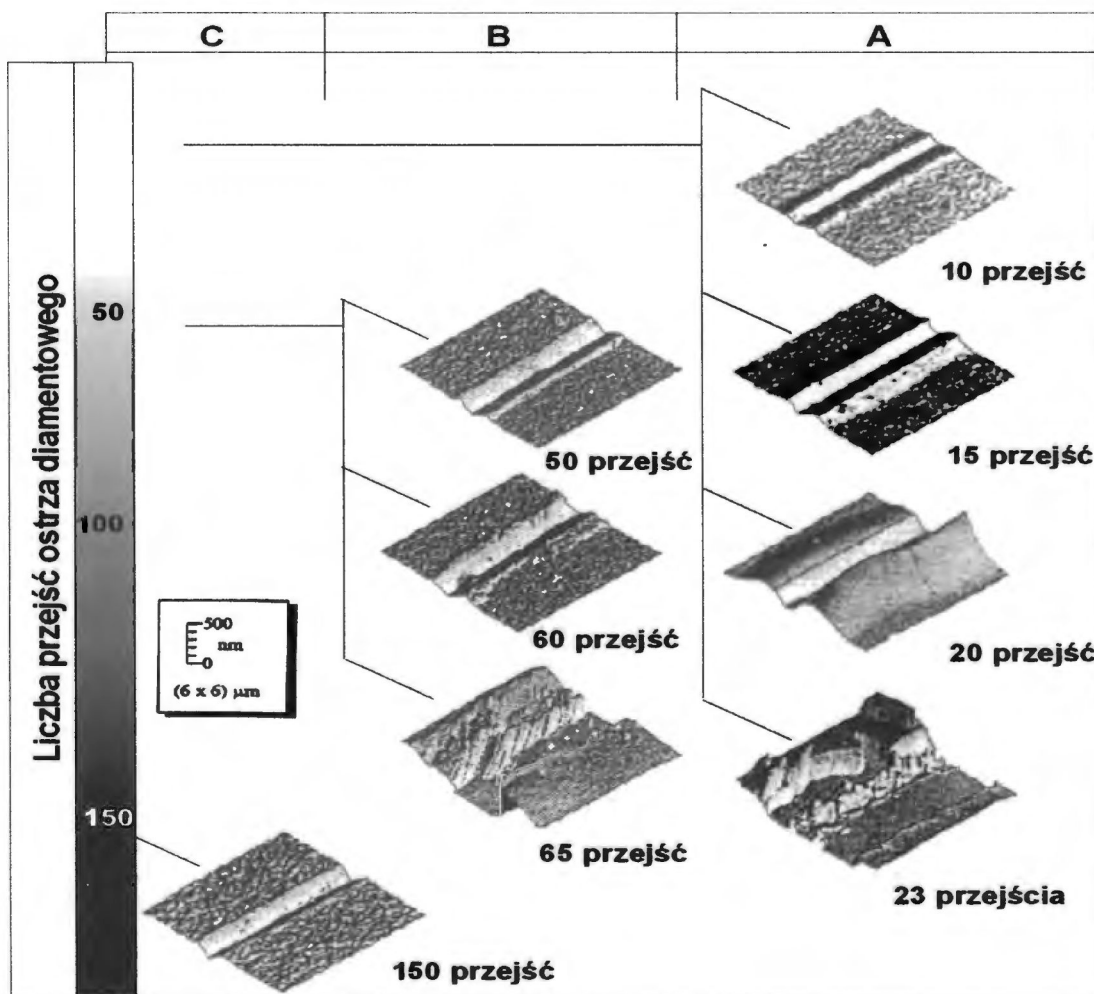 C B A
Liczba przejść ostrza diamentowego
50
100
150
10 przejść
50 przejść
15 przejść
60 przejść
20 przejść
500
nm
0
(6 x 6) μm
65 przejść
23 przejścia
150 przejść